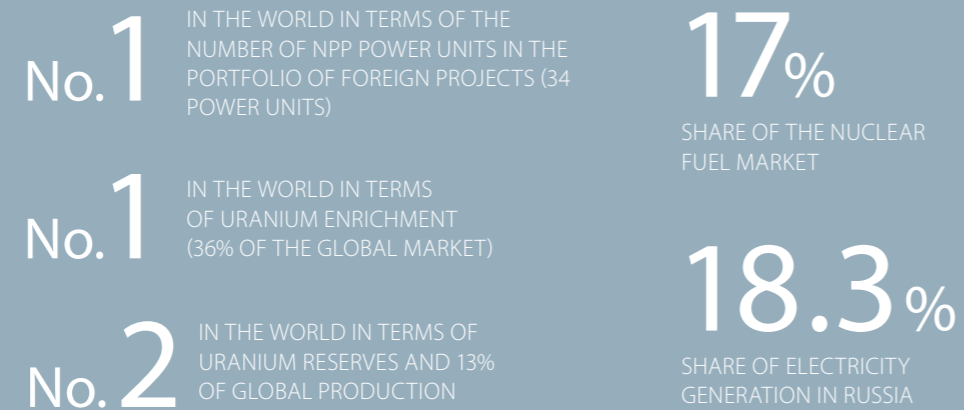 No. 1
IN THE WORLD IN TERMS OF THE
NUMBER OF NPP POWER UNITS IN THE
PORTFOLIO OF FOREIGN PROJECTS (34
POWER UNITS)
No. 1
IN THE WORLD IN TERMS
OF URANIUM ENRICHMENT
(36% OF THE GLOBAL MARKET)
No. 2
IN THE WORLD IN TERMS OF
URANIUM RESERVES AND 13%
OF GLOBAL PRODUCTION
17%
SHARE OF THE NUCLEAR
FUEL MARKET
18.3%
SHARE OF ELECTRICITY
GENERATION IN RUSSIA